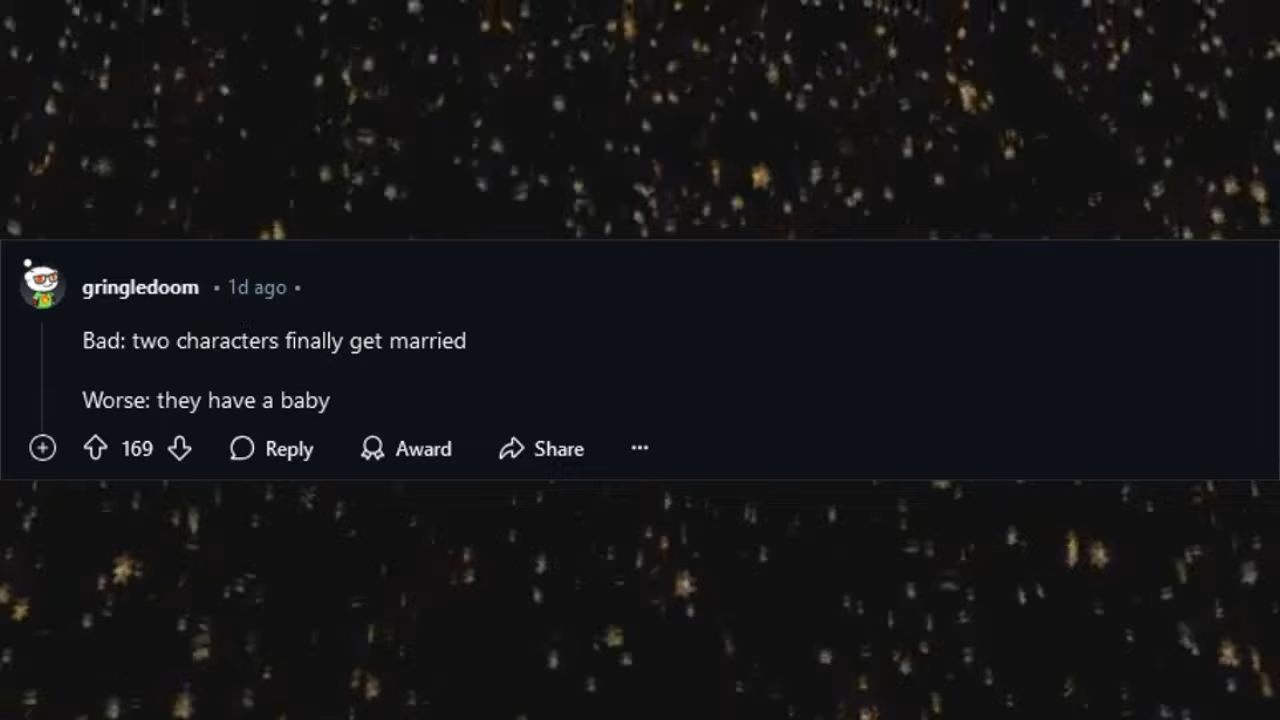 gringledoom • 1d ago •
Bad: two characters finally get married
Worse: they have a baby
169 Reply Award Share ...